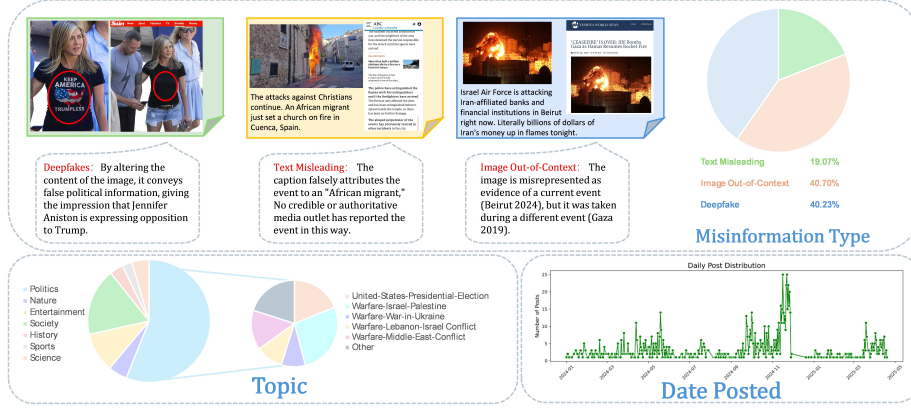 KEEP
AMERICA
TRUMPLESS
ABC
The attacks against Christians
continue. An African migrant
just set a church on fire in
Cuenca, Spain.
"CEASEFIRE" IS OVER: IDF Bombs
Gaza as Hamas Resumes Rocket Fire
Israel Air Force is attacking
Iran-affiliated banks and
financial institutions in Beirut
right now. Literally billions of dollars of
Iran's money up in flames tonight.
Deepfakes: By altering the
content of the image, it conveys
false political information, giving
the impression that Jennifer
Aniston is expressing opposition
to Trump.
Text Misleading: The
caption falsely attributes the
event to an "African migrant,"
No credible or authoritative
media outlet has reported the
event in this way.
Image Out-of-Context: The
image is misrepresented as
evidence of a current event
(Beirut 2024), but it was taken
during a different event (Gaza
2019).
Text Misleading 19.07%
Image Out-of-Context 40.70%
Deepfake 40.23%
Misinformation Type
Politics
Nature
Entertainment
Society
History
Sports
Science
United-States-Presidential-Election
Warfare-Israel-Palestine
Warfare-War-in-Ukraine
Warfare-Lebanon-Israel Conflict
Warfare-Middle-East-Conflict
Other
Topic
Daily Post Distribution
Number of Posts
25
20
15
10
5
0
2024-01
2024-03
2024-05
2024-07
2024-09
2024-11
2025-01
2025-03
2025-05
Date Posted